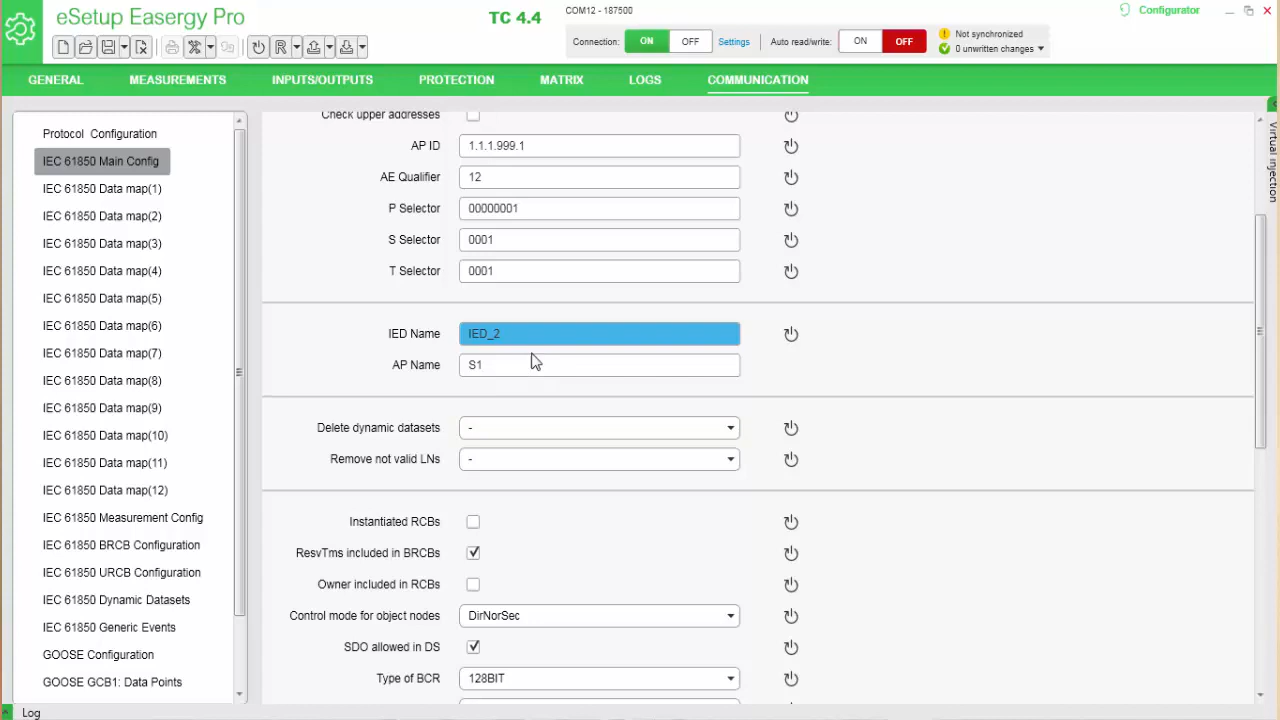 eSetup Easergy Pro
TC 4.4
COM12 - 187500
Configurator
Connection: ON OFF Settings Auto read/write: ON OFF
Not synchronized
0 unwritten changes
GENERAL MEASUREMENTS INPUTS/OUTPUTS PROTECTION MATRIX LOGS COMMUNICATION
Protocol Configuration
IEC 61850 Main Config
IEC 61850 Data map(1)
IEC 61850 Data map(2)
IEC 61850 Data map(3)
IEC 61850 Data map(4)
IEC 61850 Data map(5)
IEC 61850 Data map(6)
IEC 61850 Data map(7)
IEC 61850 Data map(8)
IEC 61850 Data map(9)
IEC 61850 Data map(10)
IEC 61850 Data map(11)
IEC 61850 Data map(12)
IEC 61850 Measurement Config
IEC 61850 BRCB Configuration
IEC 61850 URCB Configuration
IEC 61850 Dynamic Datasets
IEC 61850 Generic Events
GOOSE Configuration
GOOSE GCB1: Data Points
Check upper addresses
AP ID 1.1.1.999.1
AE Qualifier 12
P Selector 00000001
S Selector 0001
T Selector 0001
IED Name IED_2
AP Name S1
Delete dynamic datasets -
Remove not valid LNs -
Instantiated RCBs
ResvTms included in BRCBs
Owner included in RCBs
Control mode for object nodes DirNorSec
SDO allowed in DS
Type of BCR 128BIT
Virtual injection
Log